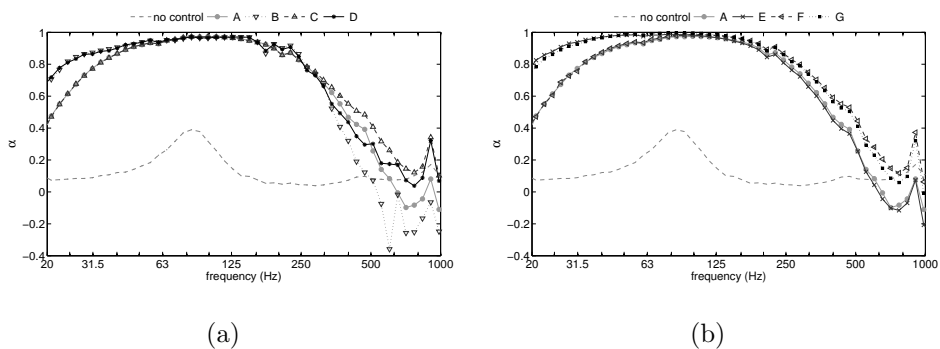 no control A B C D
1
0.8
0.6
0.4
0.2
0
−0.2
−0.4
α
20 31.5 63 125 250 500 1000
frequency (Hz)
(a)
no control A E F G
1
0.8
0.6
0.4
0.2
0
−0.2
−0.4
α
20 31.5 63 125 250 500 1000
frequency (Hz)
(b)